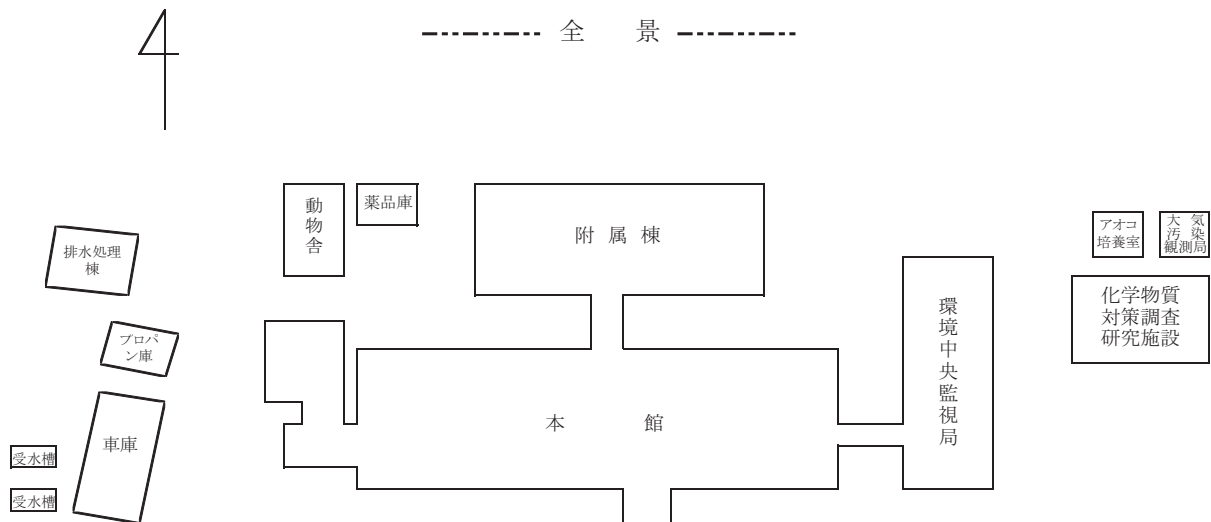 全　景
動物舎
薬品庫
附属棟
排水処理
棟
アオコ
培養室
大気
汚染
観測局
化学物質
対策調査
研究施設
環境中央監視局
プロパ
ン庫
本館
車庫
受水槽
受水槽